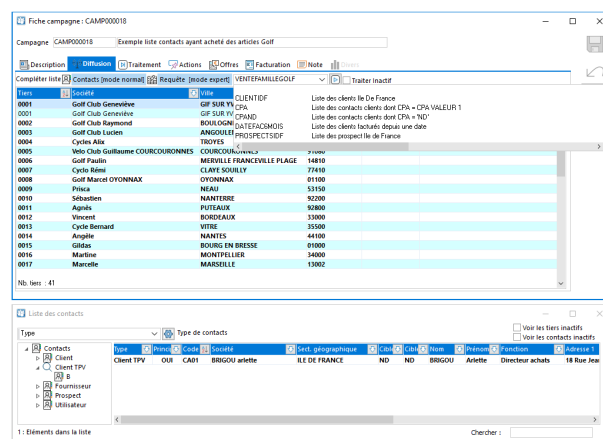 Fiche campagne : CAMP000018
Campagne CAMP000018 Exemple liste contacts ayant acheté des articles Golf
Description Diffusion Traitement Actions Offres Facturation Note
Compléter liste Contacts [mode normal] Requête [mode expert] VENTEFAMILLEGOLF Traiter Inactif
Tiers Société Ville
CLIENTIDF Liste des clients Ile De France
0001 Golf Club Geneviève GIF SUR YV
CPA Liste des clients dont CPA = CPA VALEUR 1
0001 Golf Club Geneviève GIF SUR YV
CPAND Liste des clients dont CPA = 'ND'
0002 Golf Club Raymond BOULOGNI
DATEFAC6MOIS Liste des clients facturés depuis une date
0003 Golf Club Lucien ANGOULEI
PROSPECTSIDF Liste des prospect Ile de France
0004 Cycles Alix TROYES
0005 Velo Club Guillaume COURCOURONNES COURCOURONNES 91080
0006 Golf Paulin MERVILLE FRANCEVILLE PLAGE 14810
0007 Cyclo Rémi CLAYE SOUILLY 77410
0008 Golf Marcel OYONNAX OYONNAX 01100
0009 Prisca NEAU 53150
0010 Sébastien NANTERRE 92200
0011 Agnès PUTEAUX 92800
0012 Vincent BORDEAUX 33000
0013 Cycle Bernard VITRE 35500
0014 Angèle NANTES 44100
0015 Gildas BOURG EN BRESSE 01000
0016 Martine MONTPELLIER 34000
0017 Marcelle MARSEILLE 13002
Nb. tiers : 41
Liste des contacts
Type Type de contacts
Voir les tiers inactifs
Voir les contacts inactifs
Contacts
Client
Client TPV
B
Fournisseur
Prospect
Utilisateur
Type Princi Code Société Sect. géographique Cible Cible Nom Prénom Fonction Adresse 1
Client TPV OUI CA01 BRIGOU arlette ILE DE FRANCE ND ND BRIGOU Arlette Directeur achats 18 Rue Jea
1 : Eléments dans la liste
Chercher :